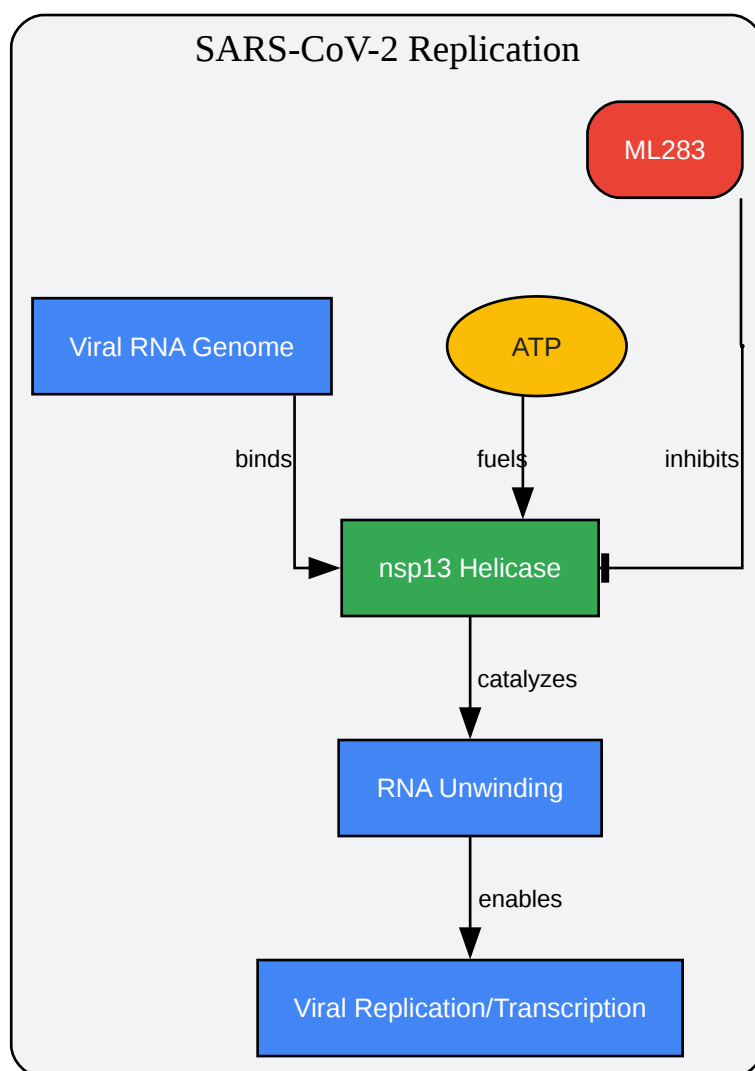 SARS-CoV-2 Replication
ML283
Viral RNA Genome
ATP
binds
fuels
inhibits
nsp13 Helicase
catalyzes
RNA Unwinding
enables
Viral Replication/Transcription